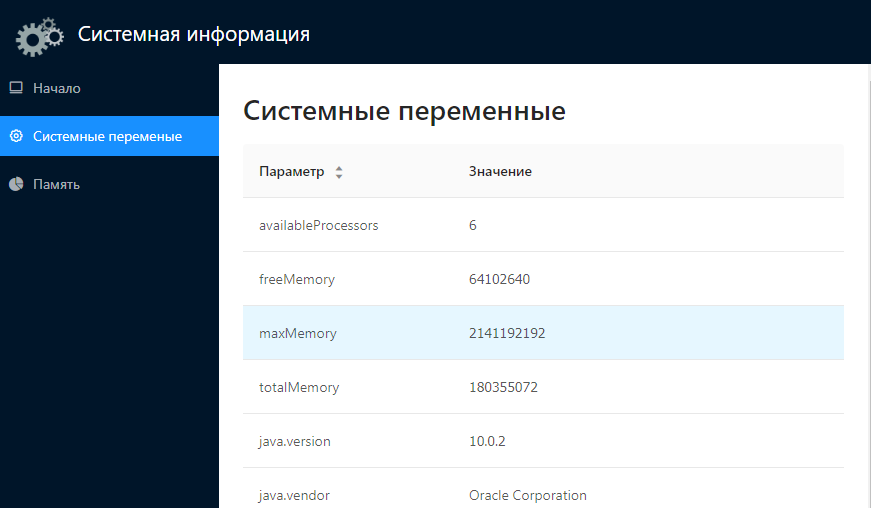 Системная информация
Начало
Системные переменые
Память
Системные переменные
Параметр Значение
availableProcessors 6
freeMemory 64102640
maxMemory 2141192192
totalMemory 180355072
java.version 10.0.2
java.vendor Oracle Corporation